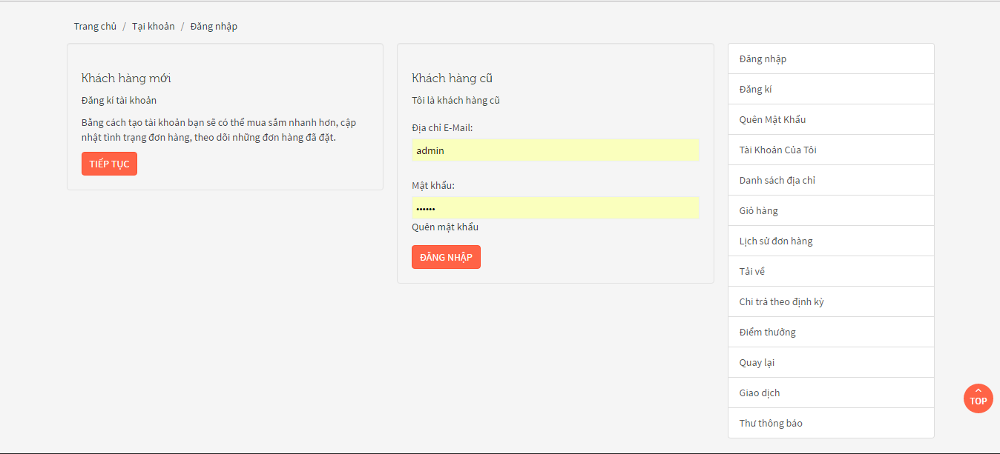 Trang chủ / Tại khoản / Đăng nhập
Khách hàng mới
Đăng kí tài khoản
Bằng cách tạo tài khoản bạn sẽ có thể mua sắm nhanh hơn, cập
nhật tình trạng đơn hàng, theo dõi những đơn hàng đã đặt.
TIẾP TỤC
Khách hàng cũ
Tôi là khách hàng cũ
Địa chỉ E-Mail:
admin
Mật khẩu:
••••••
Quên mật khẩu
ĐĂNG NHẬP
Đăng nhập
Đăng kí
Quên Mật Khẩu
Tài Khoản Của Tôi
Danh sách địa chỉ
Giỏ hàng
Lịch sử đơn hàng
Tải về
Chi trả theo định kỳ
Điểm thưởng
Quay lại
Giao dịch
Thư thông báo
TOP